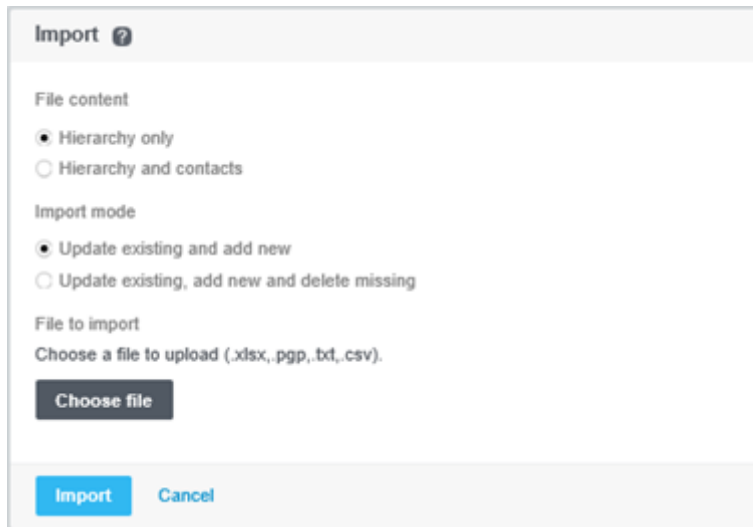 Import ?
File content
Hierarchy only
Hierarchy and contacts
Import mode
Update existing and add new
Update existing, add new and delete missing
File to import
Choose a file to upload (.xlsx,.pgp,.txt,.csv).
Choose file
Import Cancel